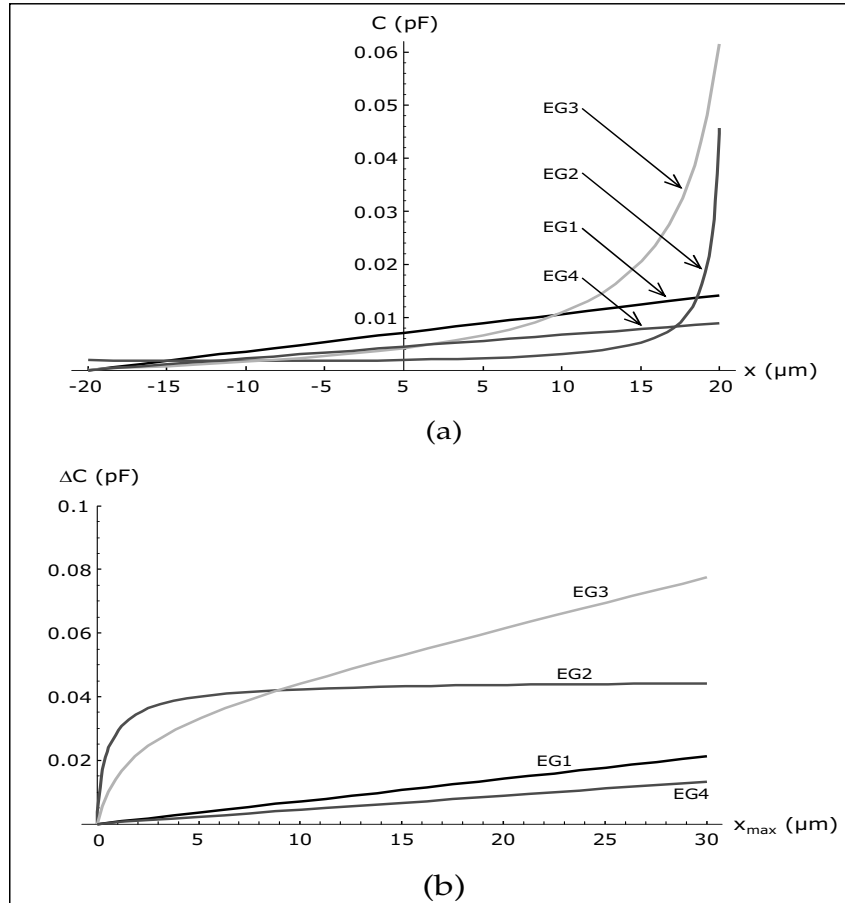 C (pF)
0.06
0.05
0.04
0.03
0.02
0.01
EG3
EG2
EG1
EG4
-20 -15 -10 -5 5 5 10 15 20 x (μm)
(a)
ΔC (pF)
0.1
0.08
0.06
0.04
0.02
EG3
EG2
EG1
EG4
0 5 10 15 20 25 30 xmax (μm)
(b)